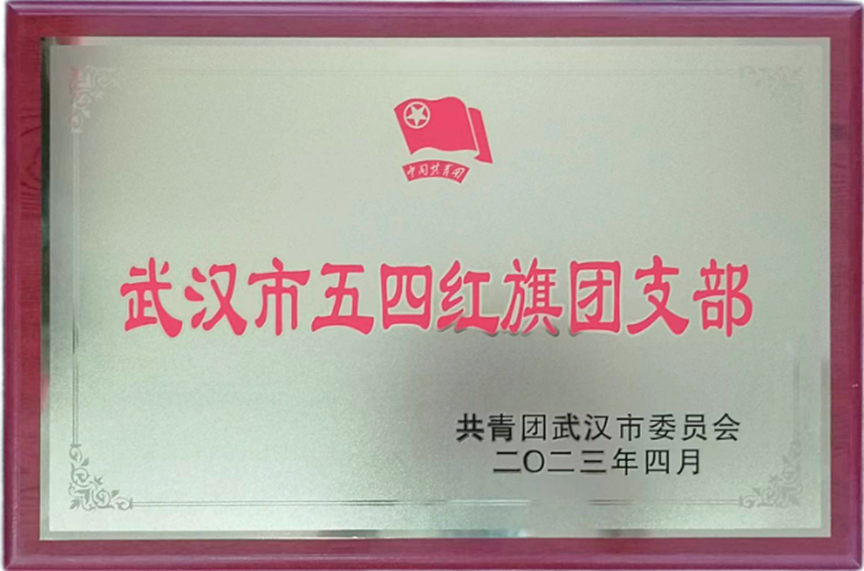 中国共青团
武汉市五四红旗团支部
共青团武汉市委员会
二〇二三年四月